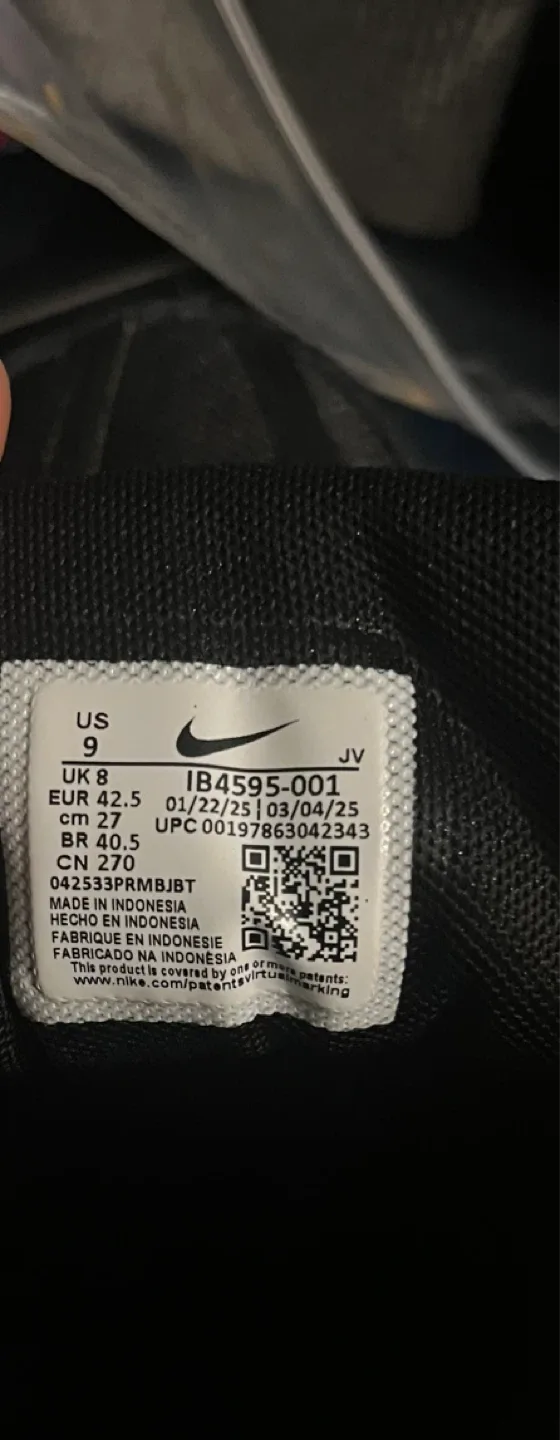 US
9
JV
UK 8
EUR 42.5
cm 27
BR 40.5
CN 270
IB4595-001
01/22/25 | 03/04/25
UPC 00197863042343
042533PRMBJBT
MADE IN INDONESIA
HECHO EN INDONESIA
FABRIQUE EN INDONESIE
FABRICADO NA INDONÈSIA
This product is covered by one or more patents:
www.nike.com/patentsvirtualmarking